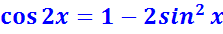 cos 2x = 1 − 2sin² x